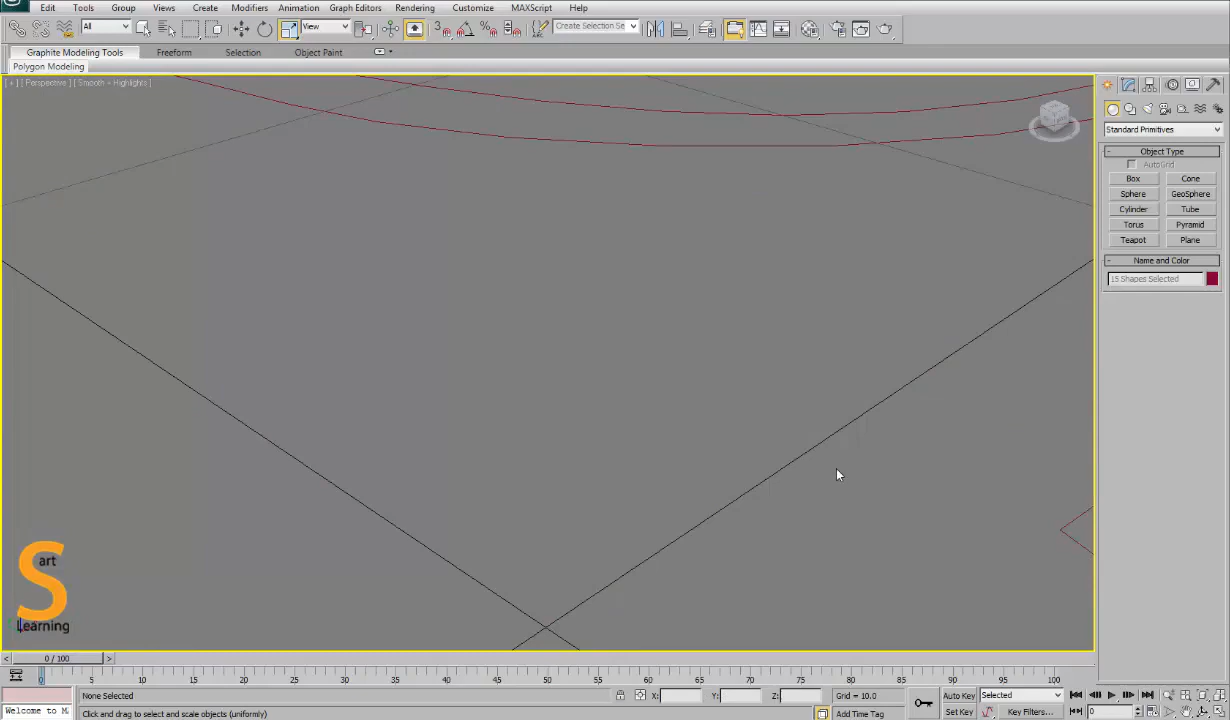 Edit Tools Group Views Create Modifiers Animation Graph Editors Rendering Customize MAXScript Help
All View Create Selection Se
Graphite Modeling Tools Freeform Selection Object Paint
Polygon Modeling
[ + ] [ Perspective ] [ Smooth + Highlights ]
Standard Primitives
- Object Type
AutoGrid
Box Cone
Sphere GeoSphere
Cylinder Tube
Torus Pyramid
Teapot Plane
- Name and Color
15 Shapes Selected
S
art
Learning
< 0 / 100 >
0 5 10 15 20 25 30 35 40 45 50 55 60 65 70 75 80 85 90 95 100
None Selected X: Y: Z: Grid = 10.0 Auto Key Selected
Welcome to M Click and drag to select and scale objects (uniformly) Add Time Tag Set Key Key Filters... 0